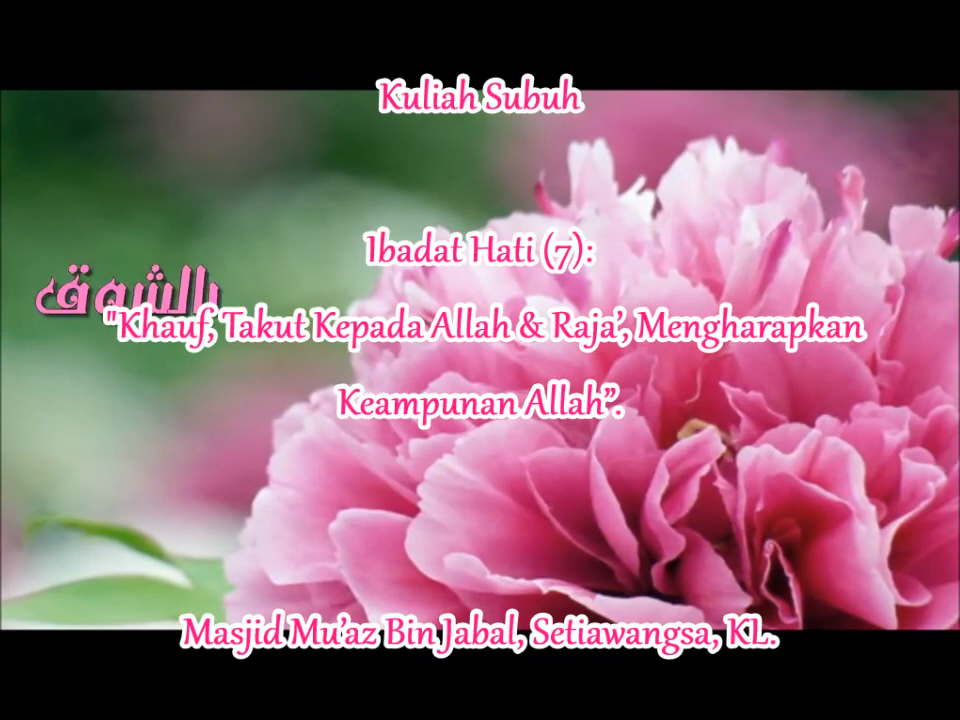 Kuliah Subuh
Ibadat Hati (7):
بالشوق
"Khauf, Takut Kepada Allah & Raja’, Mengharapkan
Keampunan Allah”.
Masjid Mu’az Bin Jabal, Setiawangsa, KL.